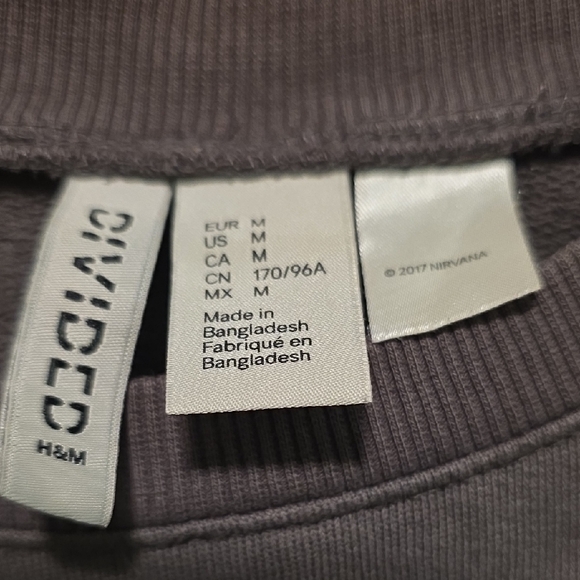 DIVIDED
H&M
EUR M
US M
CA M
CN 170/96A
MX M
Made in
Bangladesh
Fabriqué en
Bangladesh
© 2017 NIRVANA